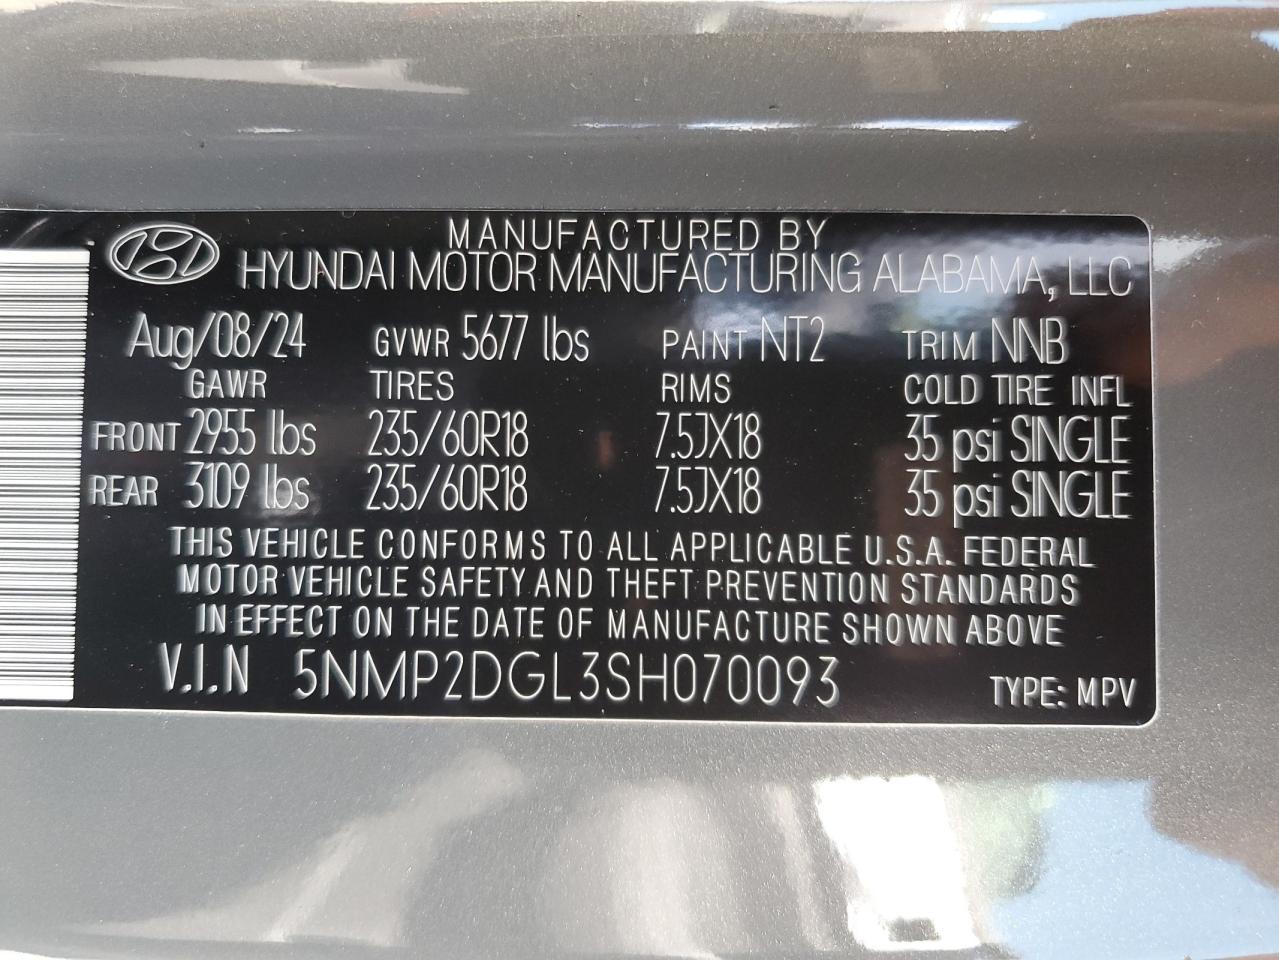 MANUFACTURED BY
HYUNDAI MOTOR MANUFACTURING ALABAMA, LLC
Aug/08/24 GVWR 5677 lbs PAINT NT2 TRIM NNB
GAWR TIRES RIMS COLD TIRE INFL
FRONT 2955 lbs 235/60R18 7.5JX18 35 psi SINGLE
REAR 3109 lbs 235/60R18 7.5JX18 35 psi SINGLE
THIS VEHICLE CONFORMS TO ALL APPLICABLE U.S.A. FEDERAL
MOTOR VEHICLE SAFETY AND THEFT PREVENTION STANDARDS
IN EFFECT ON THE DATE OF MANUFACTURE SHOWN ABOVE
V.I.N 5NMP2DGL3SH070093 TYPE: MPV